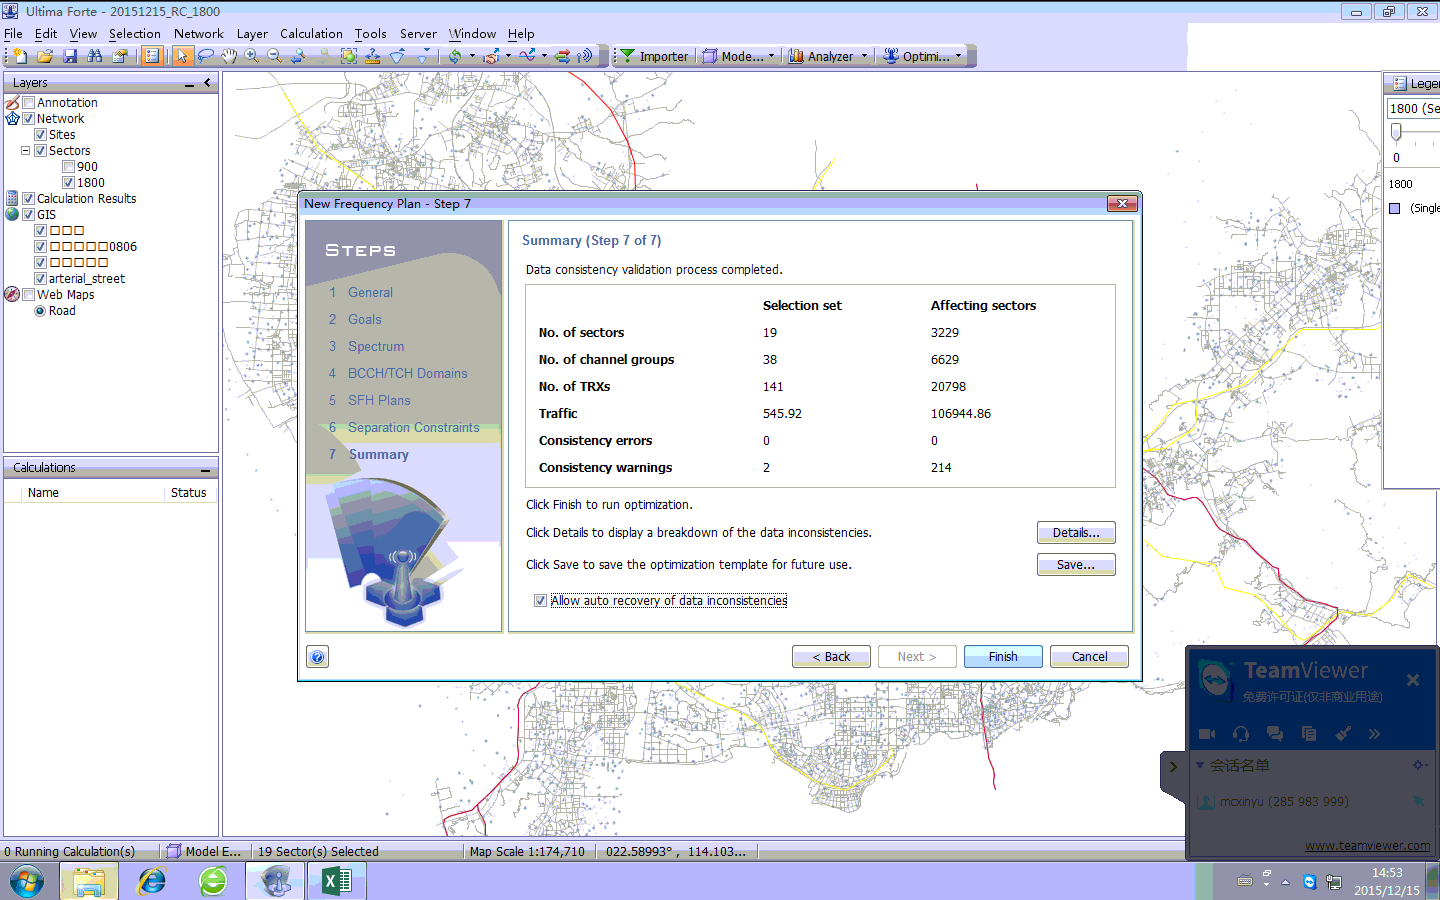 Ultima Forte - 20151215_RC_1800
File Edit View Selection Network Layer Calculation Tools Server Window Help
Importer Mode... Analyzer Optimi...
Layers
Annotation
Network
Sites
Sectors
900
1800
Calculation Results
GIS
□□□
□□□□□0806
□□□□□
arterial_street
Web Maps
Road
Calculations
Name Status
New Frequency Plan - Step 7
STEPS
1 General
2 Goals
3 Spectrum
4 BCCH/TCH Domains
5 SFH Plans
6 Separation Constraints
7 Summary
Summary (Step 7 of 7)
Data consistency validation process completed.
Selection set Affecting sectors
No. of sectors 19 3229
No. of channel groups 38 6629
No. of TRXs 141 20798
Traffic 545.92 106944.86
Consistency errors 0 0
Consistency warnings 2 214
Click Finish to run optimization.
Click Details to display a breakdown of the data inconsistencies.
Details...
Click Save to save the optimization template for future use.
Save...
Allow auto recovery of data inconsistencies
< Back Next > Finish Cancel
Legen
1800 (Se
0
1800
(Single
TeamViewer
免费许可证(仅非商业用途)
会话名单
mcxinyu (285 983 999)
www.teamviewer.com
0 Running Calculation(s) Model E... 19 Sector(s) Selected Map Scale 1:174,710 022.58993° , 114.103...
14:53
2015/12/15